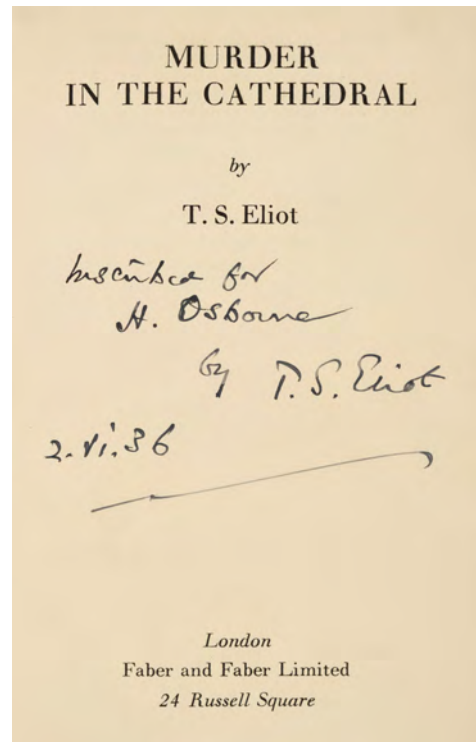 MURDER
IN THE CATHEDRAL
by
T. S. Eliot
Inscribed for
H. Osborne
by T. S. Eliot
2.vi.36
London
Faber and Faber Limited
24 Russell Square